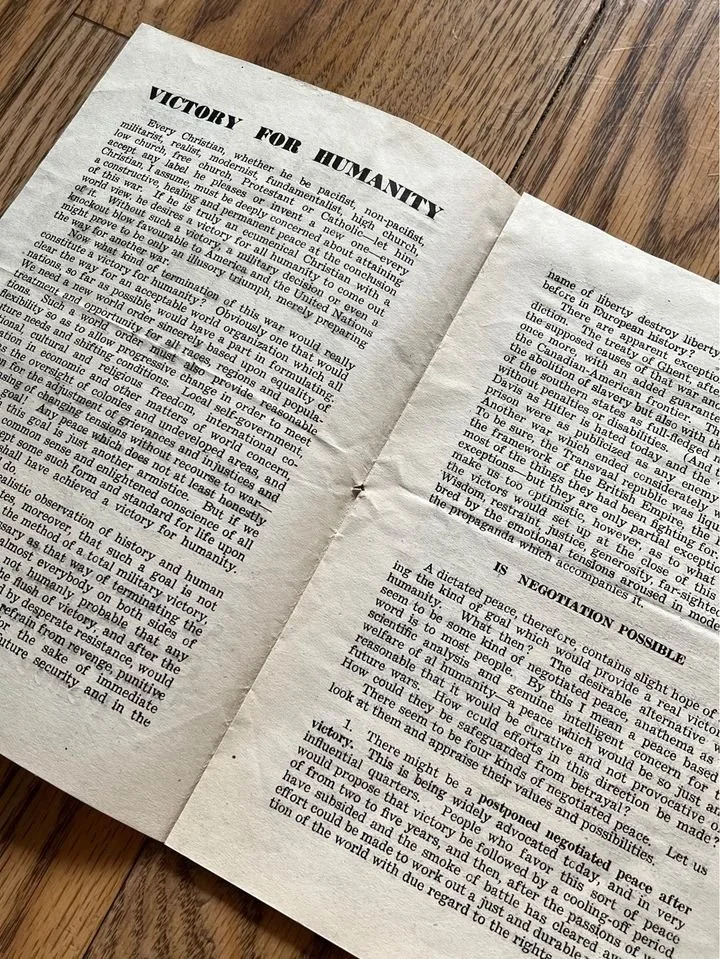 VICTORY FOR HUMANITY
Every Christian, whether he be pacifist, non-pacifist,
militarist, realist, modernist, fundamentalist, high church,
low church, free church, Protestant or Catholic—let him
accept any label he pleases or invent a new one—every
Christian, I assume, must be deeply concerned about attaining
a constructive, healing and permanent peace at the conclusion
of this war. If he is truly an ecumenical Christian with a
world view, he desires a victory for all humanity to come out
of it. Without such a victory, a military decision or even a
knockout blow favourable to America and the United Nations
might prove to be only an illusory triumph, merely preparing
the way for another war.
Now what kind of termination of this war would really
constitute a victory for humanity? Obviously one that would
clear the way for an acceptable world organization which all
nations, so far as possible, would have a part in formulating.
We need a new world order sincerely based upon equality of
treatment and opportunity for all races, regions and popula-
tions. Such a world order must also provide reasonable
flexibility so as to allow progressive change in order to meet
future needs and shifting conditions. Local self-government,
cultural and religious freedom, international co-
in economic and other matters of world concern,
the oversight of colonies and undeveloped areas, and
for the adjustment of grievances and injustices and
or changing tensions without recourse to war—
goal! Any peace which does not at least honestly
this goal is just another armistice. But if we
common sense and enlightened conscience of all
some such form and standard for life upon
shall have achieved a victory for humanity.
do
observation of history and human
moreover that such a goal is not
the method of a total military victory,
as that way of terminating the
almost everybody on both sides of
not humanly probable that any
the flush of victory, and after the
by desperate resistance, would
refrain from revenge, punitive
for the sake of immediate
future security and in the
name of liberty destroy liberty
before in European history?
There are apparent exceptions
diction. The treaty of Ghent, after
the supposed causes of that war
one more, with an added guarantee
the Canadian-American frontier.
the abolition of slavery but also with the
of the southern states as full-fledged
without penalties or disabilities. (And
Davis as Hitler is hated today and the
prison were as publicized as any enemy
Another war, which ended considerately
To be sure, the Transvaal republic was
the framework of the British Empire, the
most of the things they had been fighting for
exceptions—but they are only partial
make us too optimistic, however, as to what
the victors would set up at the close of this
Wisdom, restraint, justice, generosity, far-sighted
bred by the emotional tensions aroused in
the propaganda which accompanies it.
IS NEGOTIATION POSSIBLE
A dictated peace, therefore, contains slight hope of
ing the kind of goal which would provide a real victory
humanity. What then? The desirable alternative
seem to be some kind of negotiated peace, anathema as
word is to most people. By this I mean a peace based
scientific analysis and genuine intelligent concern for
welfare of al humanity—a peace which would be so just
reasonable that it would be curative and not provocative of
future wars. How could efforts in this direction be made?
How could they be safeguarded from betrayal?
There seem to be four kinds of negotiated peace. Let us
look at them and appraise their values and possibilities.
1. There might be a postponed negotiated peace after
victory. This is being widely advocated today, and in very
influential quarters. People who favor this sort of peace
would propose that victory be followed by a cooling-off period
of from two to five years, and then, after the passions of
have subsided and the smoke of battle has cleared
effort could be made to work out a just and durable
tion of the world with due regard to the rights